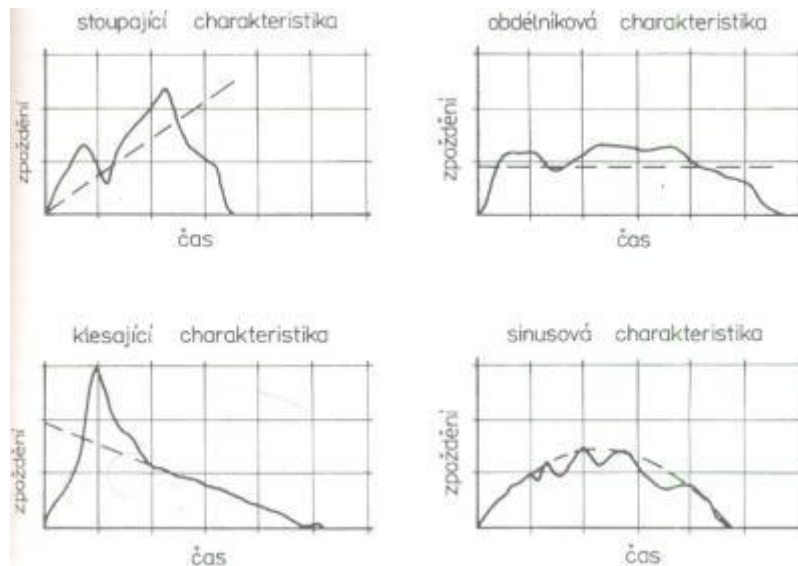 stoupající charakteristika
zpoždění
čas
obdélníková charakteristika
zpoždění
čas
klesající charakteristika
zpoždění
čas
sinusová charakteristika
zpoždění
čas